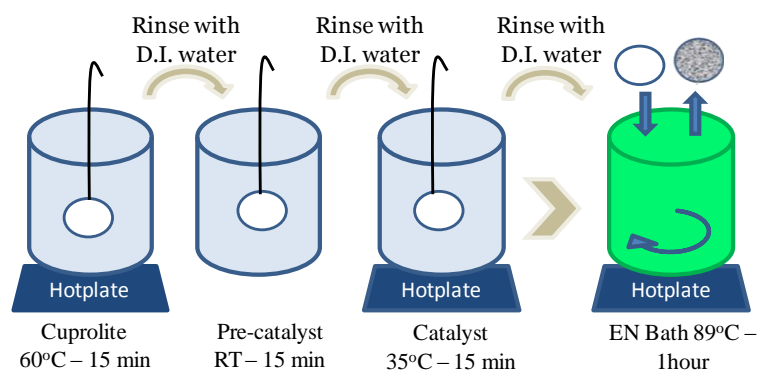 Rinse with
D.I. water
Rinse with
D.I. water
Rinse with
D.I. water
Hotplate
Hotplate
Hotplate
Cuprolite
60°C – 15 min
Pre-catalyst
RT – 15 min
Catalyst
35°C – 15 min
EN Bath 89°C –
1hour